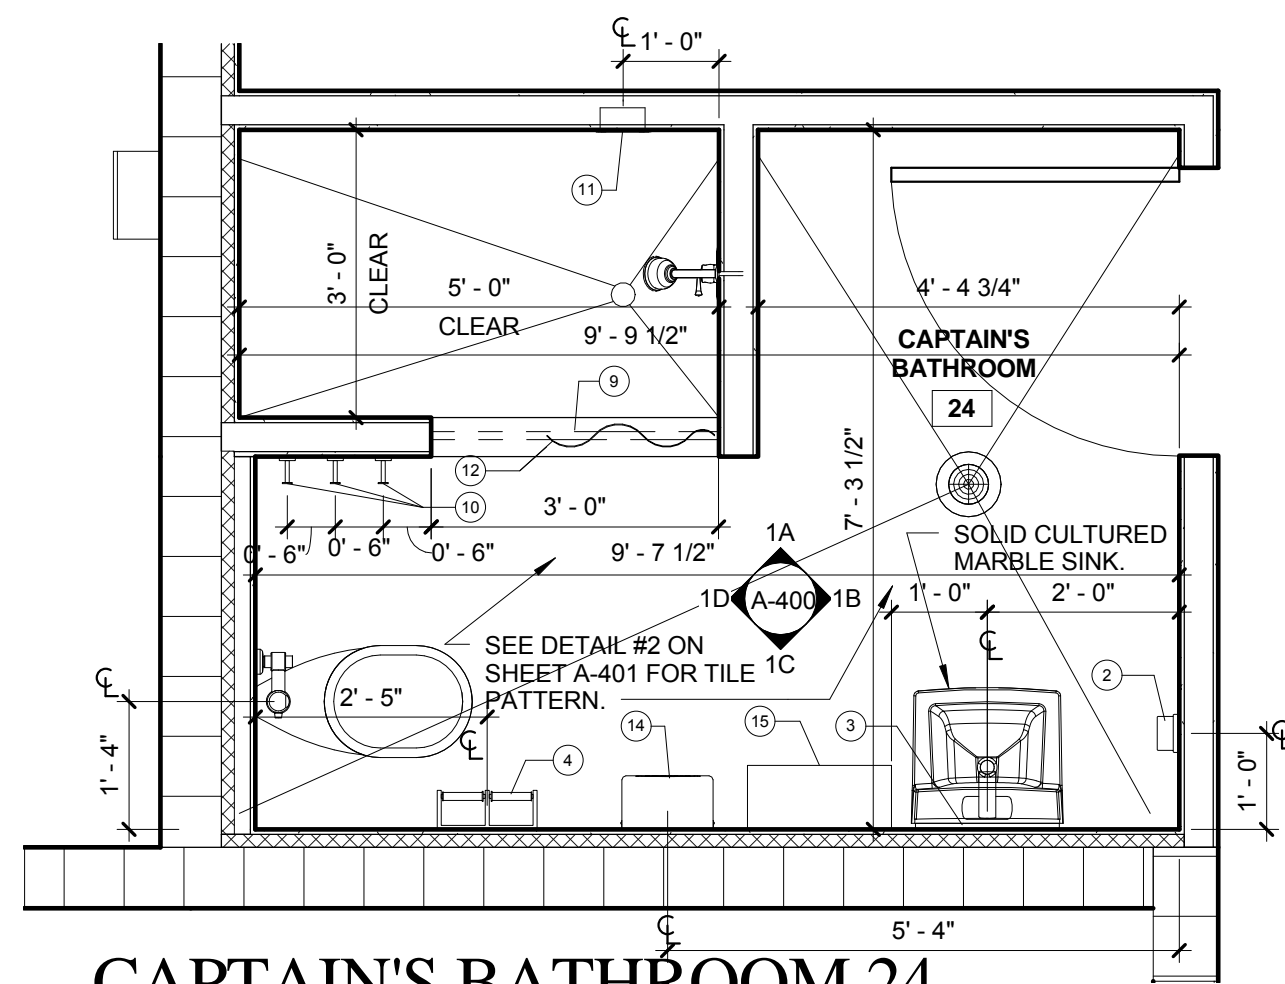 ℄ 1' - 0"
11
3' - 0"
CLEAR
5' - 0"
CLEAR
4' - 4 3/4"
9' - 9 1/2"
CAPTAIN'S
BATHROOM
24
9
12
10
3' - 0"
7' - 3 1/2"
0' - 6"
0' - 6"
0' - 6"
9' - 7 1/2"
SOLID CULTURED
MARBLE SINK.
1A
1D A-400 1B
1C
1' - 0"
2' - 0"
℄
SEE DETAIL #2 ON
SHEET A-401 FOR TILE
PATTERN.
2
℄
2' - 5"
℄
14
15
3
℄
4
1' - 4"
1' - 0"
℄
5' - 4"
CAPTAIN'S BATHROOM 24